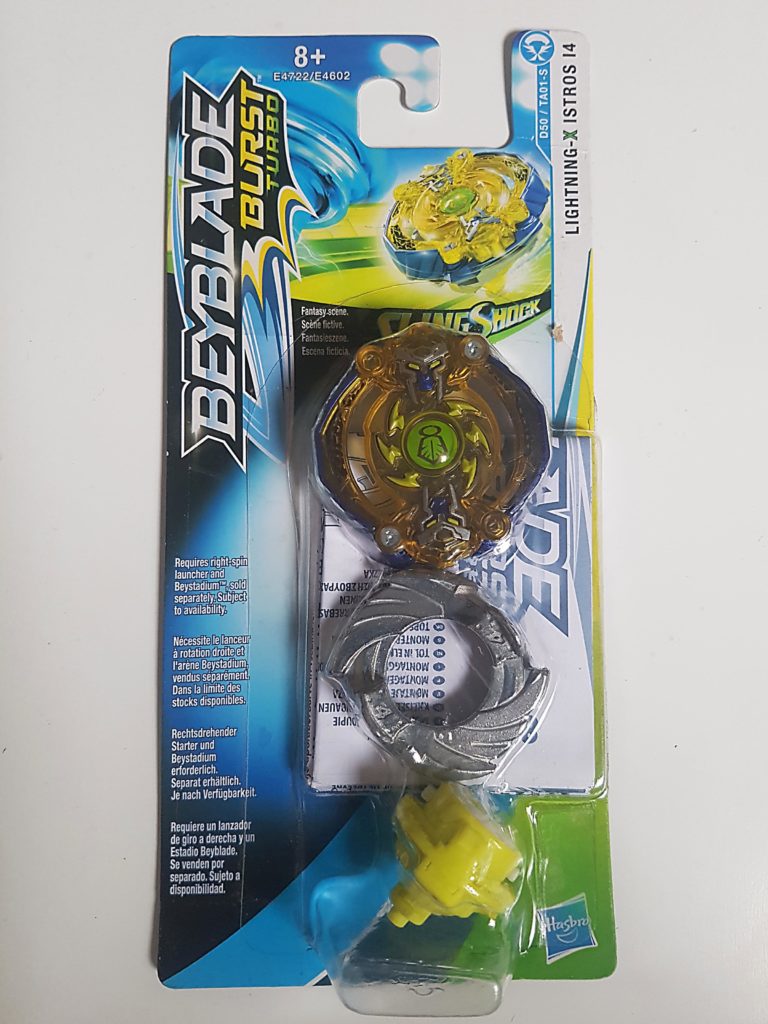 8+
E4722/E4602
BEYBLADE
BURST
TURBO
D50 / TA01-S
LIGHTNING-X ISTROS I4
Fantasy scene.
Scène fictive.
Fantasieszene.
Escena ficticia.
SLINGSHOCK
Requires right-spin
launcher and
Beystadium™, sold
separately. Subject
to availability.
Nécessite le lanceur
à rotation droite et
l'arène Beystadium,
vendus séparément.
Dans la limite des
stocks disponibles.
Rechtsdrehender
Starter und
Beystadium
erforderlich.
Separat erhältlich.
Je nach Verfügbarkeit.
Requiere un lanzador
de giro a derecha y un
Estadio Beyblade.
Se venden por
separado. Sujeto a
disponibilidad.
MONTAGE
MONTAJE
KREISEL
Hasbro